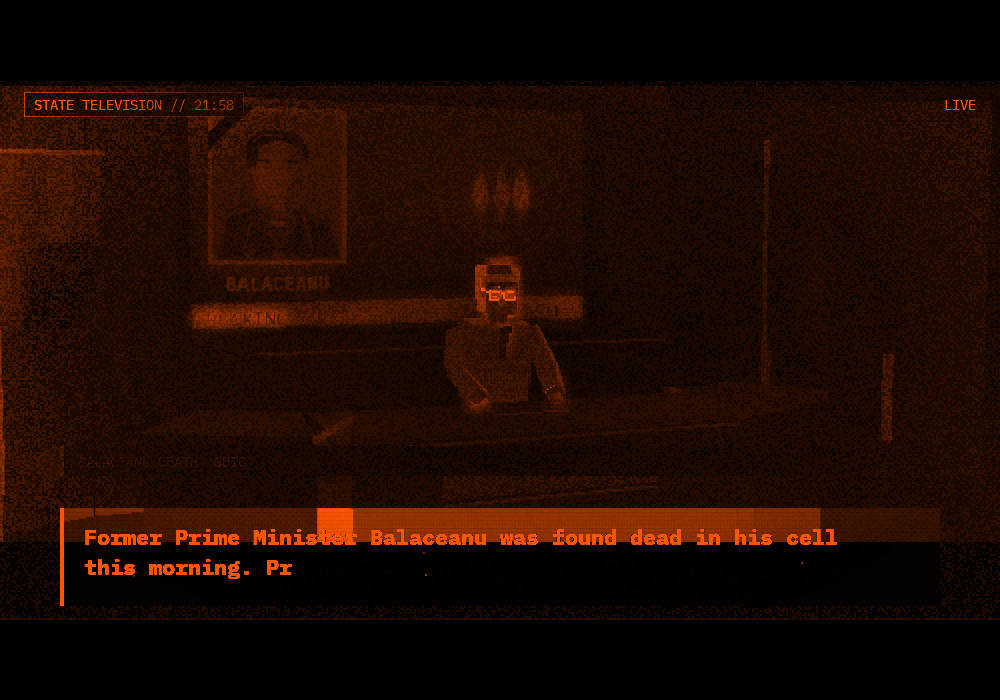 STATE TELEVISION // 21:58
LIVE
BALACEANU
Former Prime Minister Balaceanu was found dead in his cell
this morning. Pr